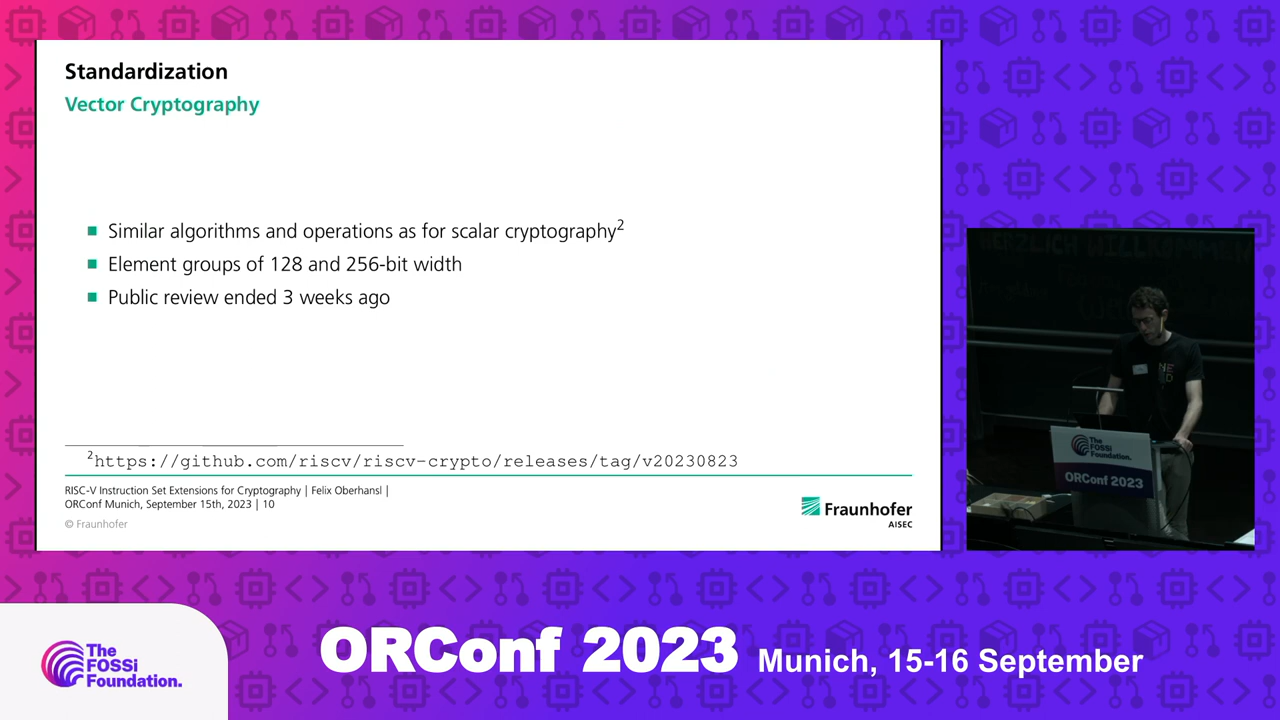 Standardization
Vector Cryptography
■ Similar algorithms and operations as for scalar cryptography²
■ Element groups of 128 and 256-bit width
■ Public review ended 3 weeks ago
²https://github.com/riscv/riscv-crypto/releases/tag/v20230823
RISC-V Instruction Set Extensions for Cryptography | Felix Oberhansl |
ORConf Munich, September 15th, 2023 | 10
© Fraunhofer
Fraunhofer
AISEC
HERZLICH WILLKOMMEN
The
FOSSi
Foundation.
ORConf 2023
The
FOSSi
Foundation.
ORConf 2023 Munich, 15-16 September